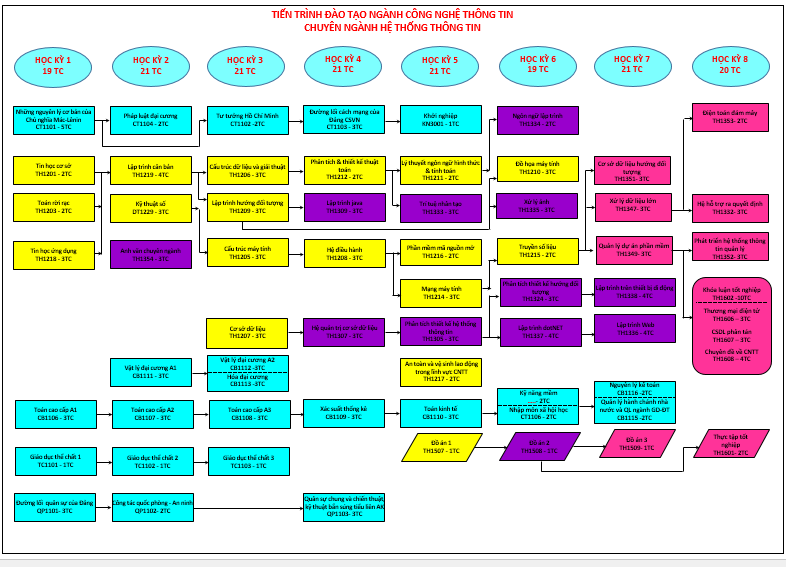 TIẾN TRÌNH ĐÀO TẠO NGÀNH CÔNG NGHỆ THÔNG TIN
CHUYÊN NGÀNH HỆ THỐNG THÔNG TIN
HỌC KỲ 1
19 TC
HỌC KỲ 2
21 TC
HỌC KỲ 3
21 TC
HỌC KỲ 4
21 TC
HỌC KỲ 5
21 TC
HỌC KỲ 6
19 TC
HỌC KỲ 7
21 TC
HỌC KỲ 8
20 TC
Những nguyên lý cơ bản của
Chủ nghĩa Mác-Lênin
CT1101 - 5TC
Pháp luật đại cương
CT1104 - 2TC
Tư tưởng Hồ Chí Minh
CT1102 -2TC
Đường lối cách mạng của
Đảng CSVN
CT1103 - 3TC
Khởi nghiệp
KN3001 - 1TC
Ngôn ngữ lập trình
TH1334 - 2TC
Điện toán đám mây
TH1353- 2TC
Tin học cơ sở
TH1201 - 2TC
Lập trình căn bản
TH1219 - 4TC
Cấu trúc dữ liệu và giải thuật
TH1206 - 3TC
Phân tích & thiết kế thuật
toán
TH1212 - 2TC
Lý thuyết ngôn ngữ hình thức
& tính toán
TH1211 - 2TC
Đồ họa máy tính
TH1210 - 3TC
Cơ sở dữ liệu hướng đối
tượng
TH1351- 3TC
Toán rời rạc
TH1203 - 2TC
Kỹ thuật số
DT1229 - 3TC
Lập trình hướng đối tượng
TH1209 - 3TC
Lập trình java
TH1309 - 3TC
Trí tuệ nhân tạo
TH1333 - 3TC
Xử lý ảnh
TH1335 - 3TC
Xử lý dữ liệu lớn
TH1347- 3TC
Hệ hỗ trợ ra quyết định
TH1332- 3TC
Tin học ứng dụng
TH1218 - 3TC
Anh văn chuyên ngành
TH1354 - 3TC
Cấu trúc máy tính
TH1205 - 3TC
Hệ điều hành
TH1208 - 3TC
Phần mềm mã nguồn mở
TH1216 - 2TC
Truyền số liệu
TH1215 - 2TC
Quản lý dự án phần mềm
TH1349- 3TC
Phát triển hệ thống thông
tin quản lý
TH1352- 3TC
Mạng máy tính
TH1214 - 3TC
Phân tích thiết kế hướng đối
tượng
TH1324 - 3TC
Lập trình trên thiết bị di động
TH1338 - 4TC
Khóa luận tốt nghiệp
TH1602 -10TC
Thương mại điện tử
TH1606 – 3TC
CSDL phân tán
TH1607 – 3TC
Chuyên đề về CNTT
TH1608 – 4TC
Cơ sở dữ liệu
TH1207 - 3TC
Hệ quản trị cơ sở dữ liệu
TH1307 - 3TC
Phân tích thiết kế hệ thống
thông tin
TH1305 - 3TC
Lập trình dotNET
TH1337 - 4TC
Lập trình Web
TH1336 - 4TC
Vật lý đại cương A1
CB1111 - 3TC
Vật lý đại cương A2
CB1112 -3TC
Hóa đại cương
CB1113 -3TC
An toàn và vệ sinh lao động
trong lĩnh vực CNTT
TH1217 - 2TC
Toán cao cấp A1
CB1106 - 3TC
Toán cao cấp A2
CB1107 - 3TC
Toán cao cấp A3
CB1108 - 3TC
Xác suất thống kê
CB1109 - 3TC
Toán kinh tế
CB1110 - 3TC
Kỹ năng mềm
......- 2TC
Nhập môn xã hội học
CT1106 - 2TC
Nguyên lý kế toán
CB1116 -2TC
Quản lý hành chánh nhà
nước và QL ngành GD-ĐT
CB1115 -2TC
Đồ án 1
TH1507 - 1TC
Đồ án 2
TH1508 - 1TC
Đồ án 3
TH1509- 1TC
Thực tập tốt
nghiệp
TH1601- 2TC
Giáo dục thể chất 1
TC1101 - 1TC
Giáo dục thể chất 2
TC1102 - 1TC
Giáo dục thể chất 3
TC1103 - 1TC
Đường lối quân sự của Đảng
QP1101- 3TC
Công tác quốc phòng - An ninh
QP1102- 2TC
Quân sự chung và chiến thuật,
kỹ thuật bắn súng tiểu liên AK
QP1103- 3TC